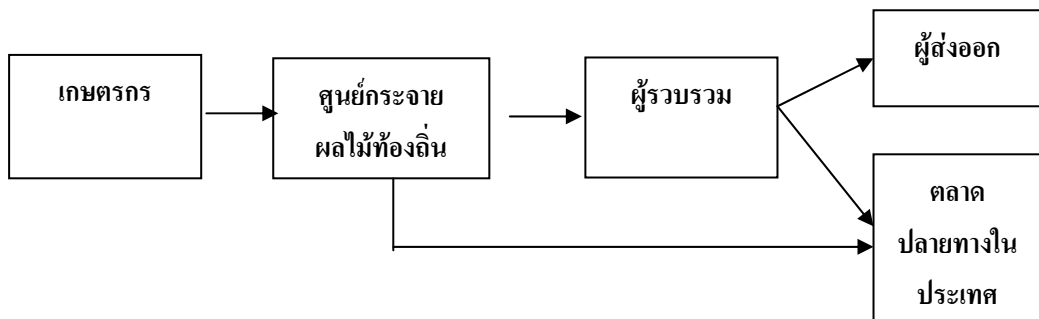 เกษตรกร
ศูนย์กระจาย
ผลไม้ท้องถิ่น
ผู้รวบรวม
ผู้ส่งออก
ตลาด
ปลายทางใน
ประเทศ